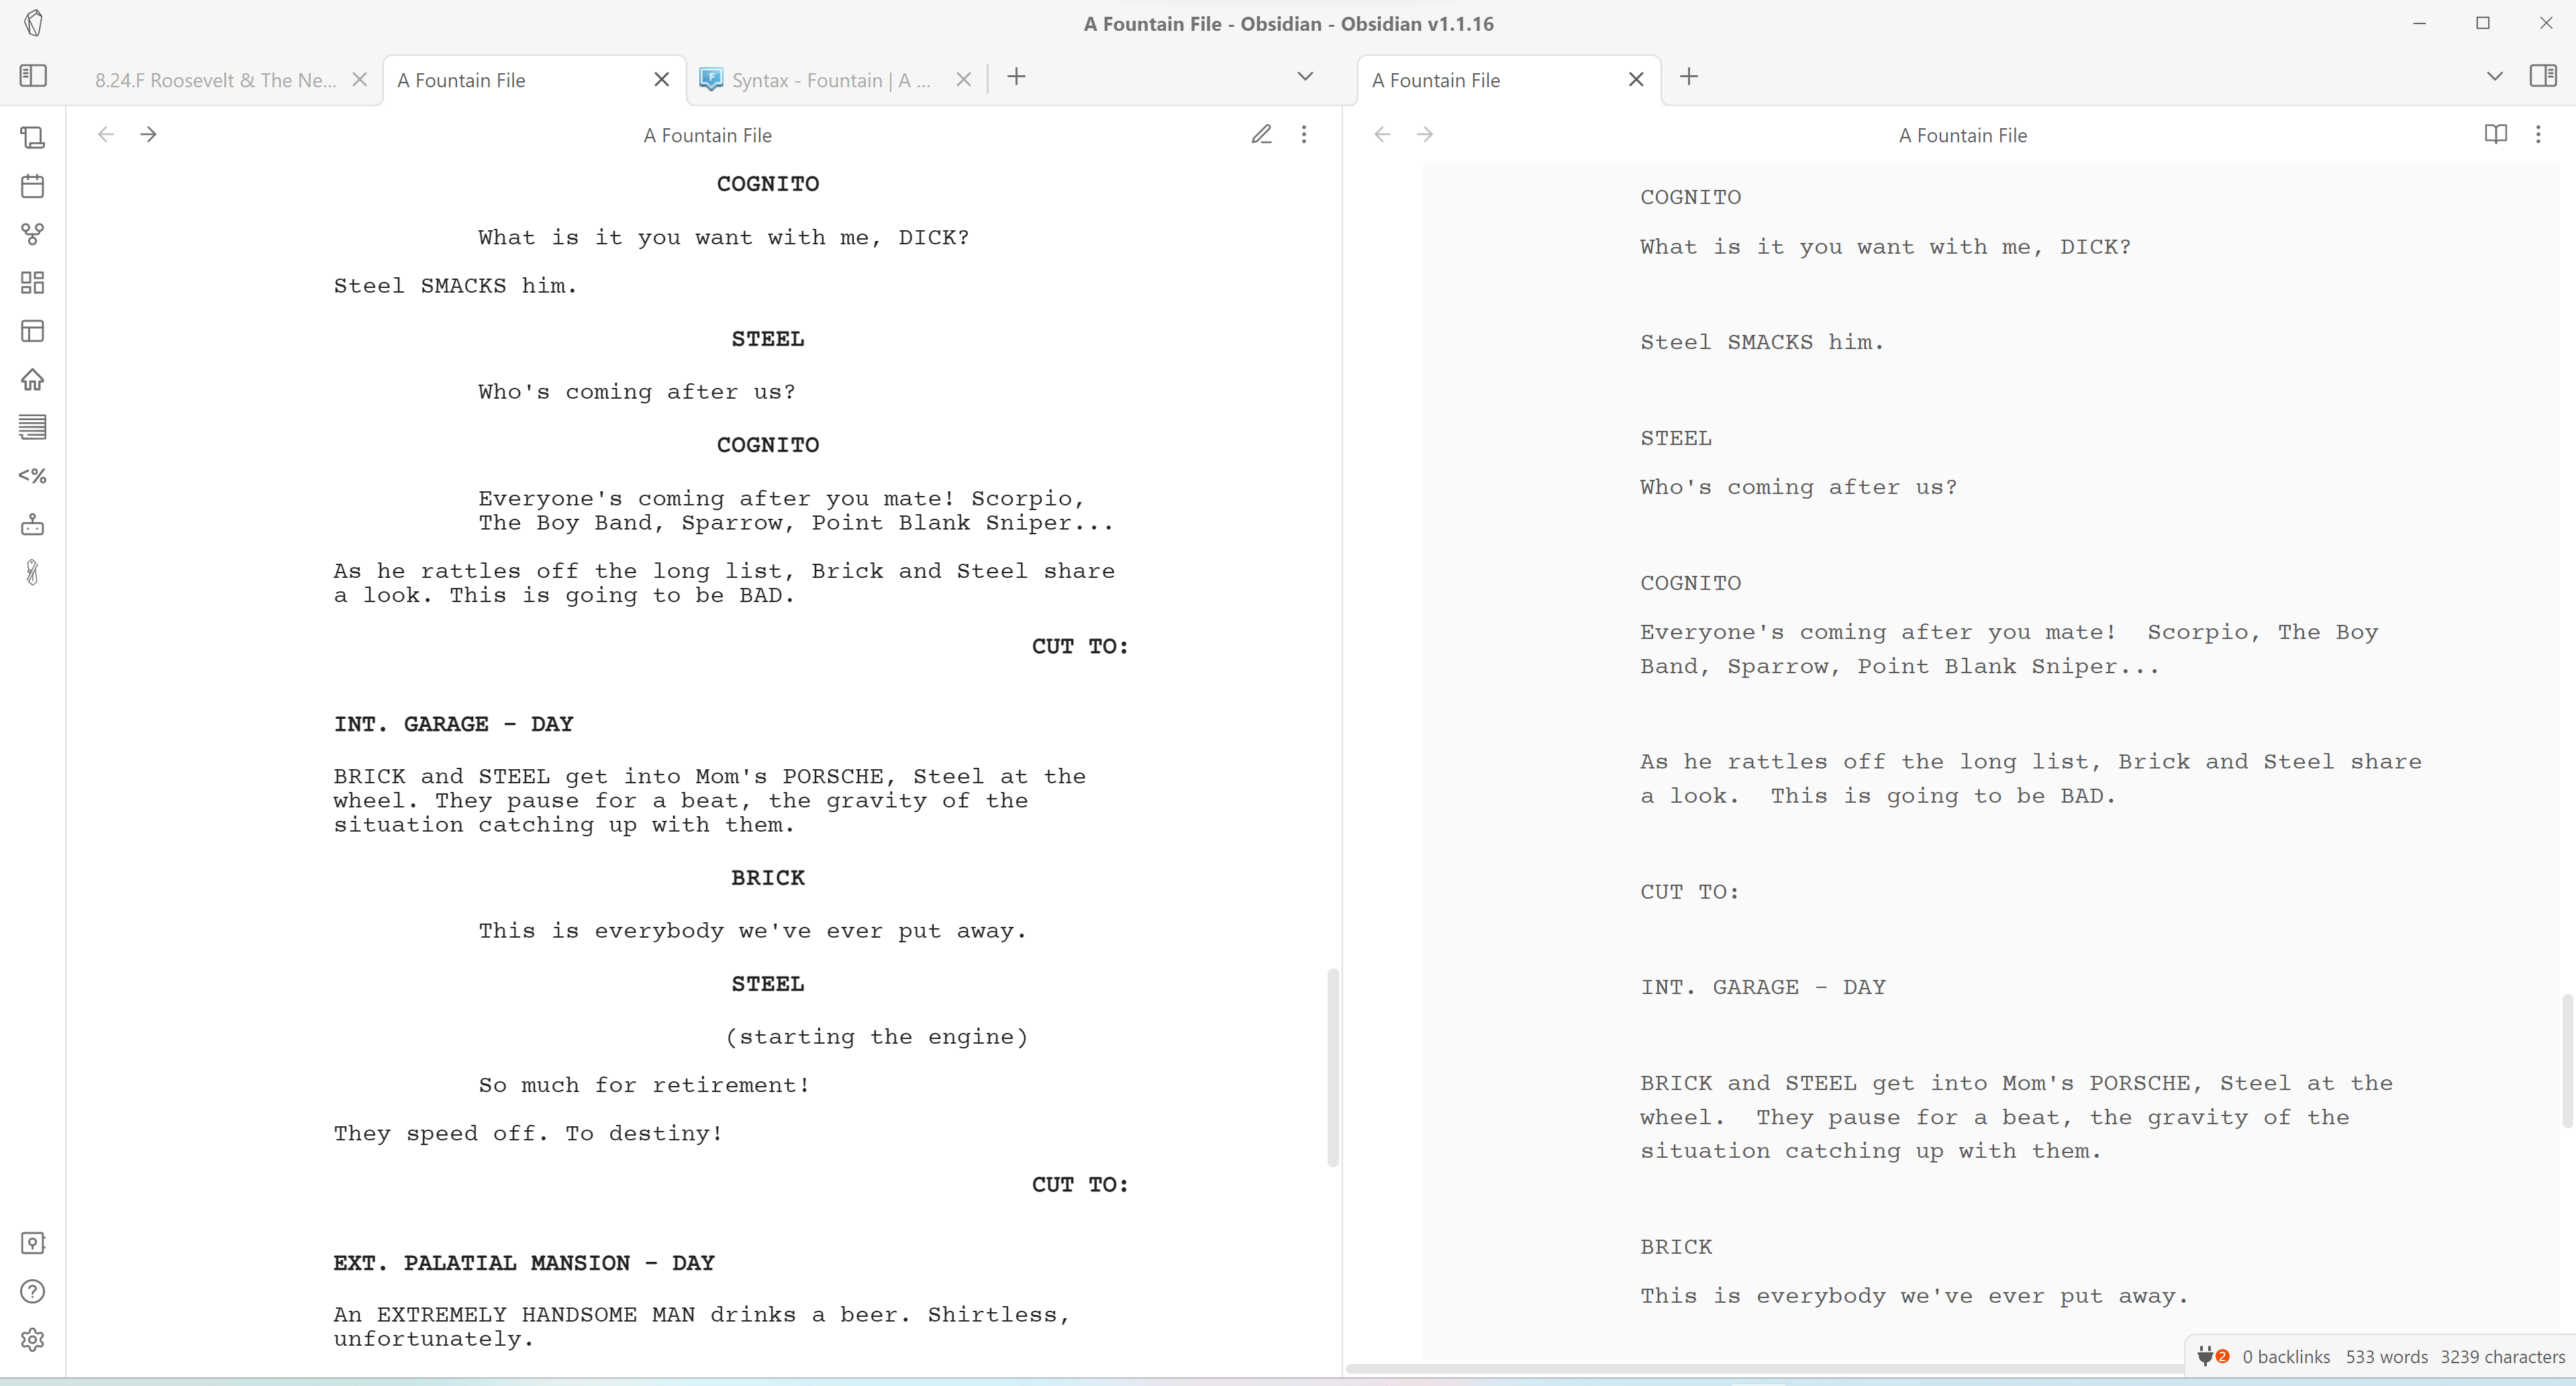 A Fountain File - Obsidian - Obsidian v1.1.16
8.24.F Roosevelt & The Ne...
A Fountain File
Syntax - Fountain | A ...
A Fountain File
A Fountain File
COGNITO
What is it you want with me, DICK?
Steel SMACKS him.
STEEL
Who's coming after us?
COGNITO
Everyone's coming after you mate! Scorpio,
The Boy Band, Sparrow, Point Blank Sniper...
As he rattles off the long list, Brick and Steel share
a look. This is going to be BAD.
CUT TO:
INT. GARAGE - DAY
BRICK and STEEL get into Mom's PORSCHE, Steel at the
wheel. They pause for a beat, the gravity of the
situation catching up with them.
BRICK
This is everybody we've ever put away.
STEEL
(starting the engine)
So much for retirement!
They speed off. To destiny!
CUT TO:
EXT. PALATIAL MANSION - DAY
An EXTREMELY HANDSOME MAN drinks a beer. Shirtless,
unfortunately.
A Fountain File
COGNITO
What is it you want with me, DICK?
Steel SMACKS him.
STEEL
Who's coming after us?
COGNITO
Everyone's coming after you mate!  Scorpio, The Boy
Band, Sparrow, Point Blank Sniper...
As he rattles off the long list, Brick and Steel share
a look.  This is going to be BAD.
CUT TO:
INT. GARAGE - DAY
BRICK and STEEL get into Mom's PORSCHE, Steel at the
wheel.  They pause for a beat, the gravity of the
situation catching up with them.
BRICK
This is everybody we've ever put away.
<%
2 0 backlinks 533 words 3239 characters